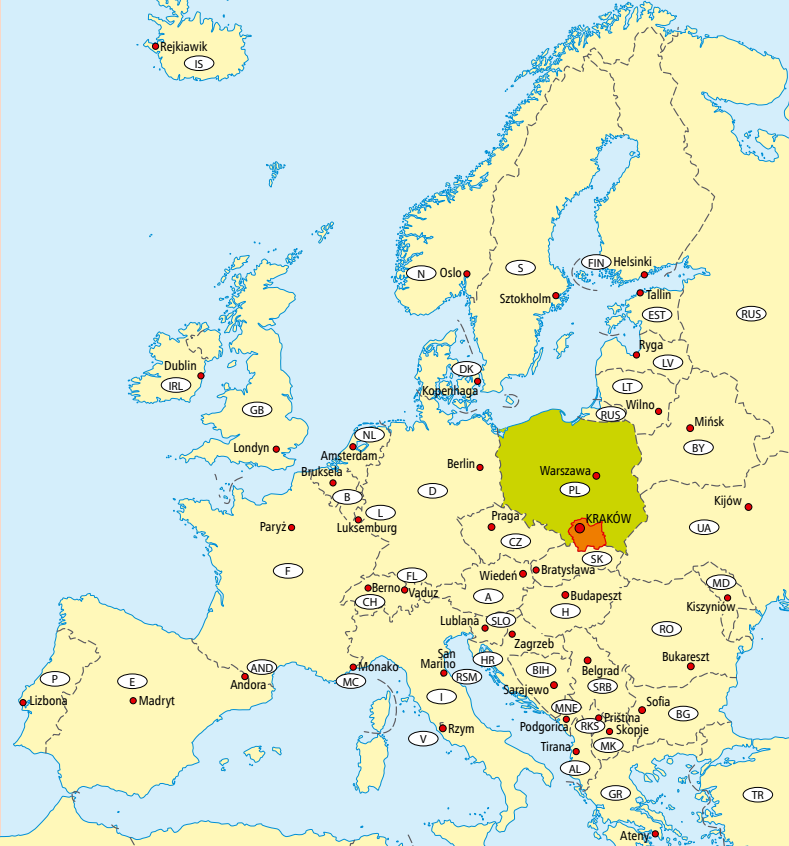 Rejkiawik
IS
N
Oslo
S
FIN
Helsinki
Sztokholm
Tallin
EST
RUS
Ryga
LV
Dublin
IRL
DK
Kopenhaga
LT
Wilno
RUS
Mińsk
BY
GB
Londyn
NL
Amsterdam
Bruksela
B
L
Luksemburg
Berlin
D
Warszawa
PL
Kijów
UA
KRAKÓW
Praga
CZ
Paryż
F
SK
Wiedeń
Bratysława
A
Budapeszt
H
FL
Berno
Vaduz
CH
MD
Kiszyniów
RO
Bukareszt
Lublana
SLO
Zagrzeb
HR
San
Marino
RSM
BIH
Sarajewo
Belgrad
SRB
Monako
MC
AND
Andora
P
Lizbona
E
Madryt
I
V
Rzym
MNE
Podgorica
RKS
Priština
Skopje
MK
Sofia
BG
Tirana
AL
GR
Ateny
TR